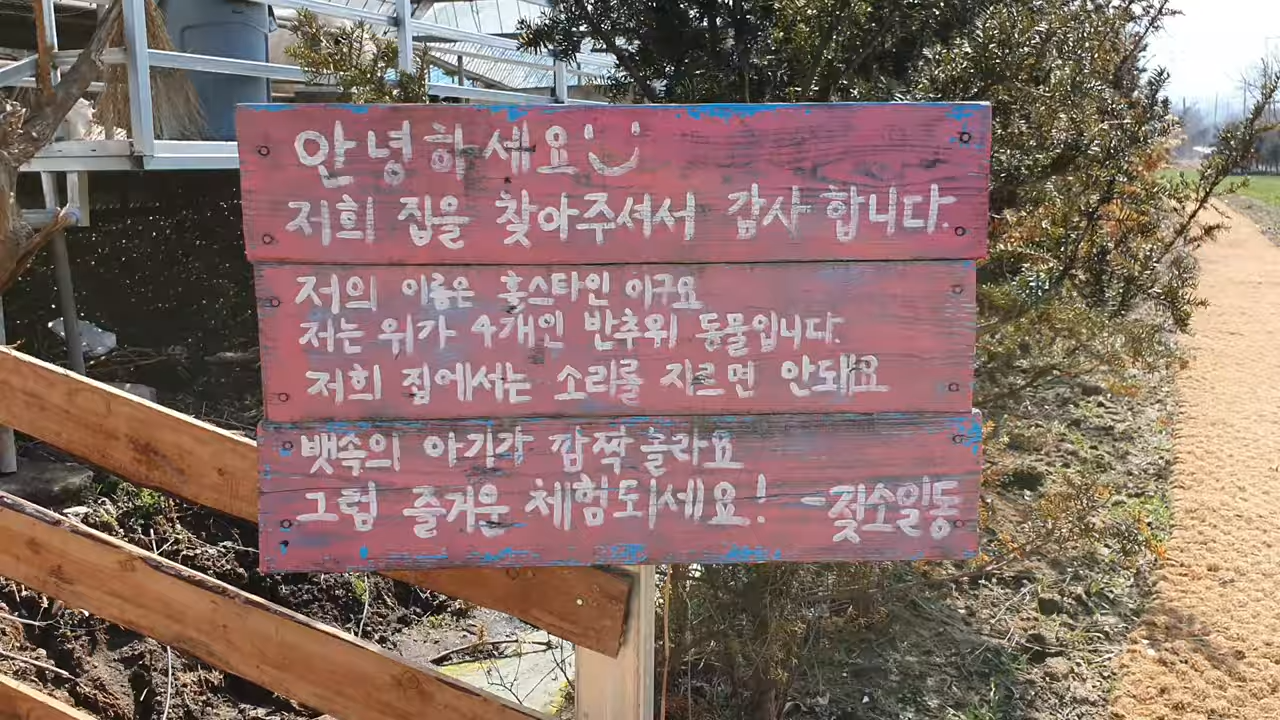 안녕하세요
저희 집을 찾아주셔서 감사합니다.
저의 이름은 홀스타인 이구요
저는 위가 4개인 반추위 동물입니다.
저희 집에서는 소리를 지르면 안돼요
뱃속의 아기가 깜짝 놀라요
그럼 즐거운 체험되세요!
-젖소일동